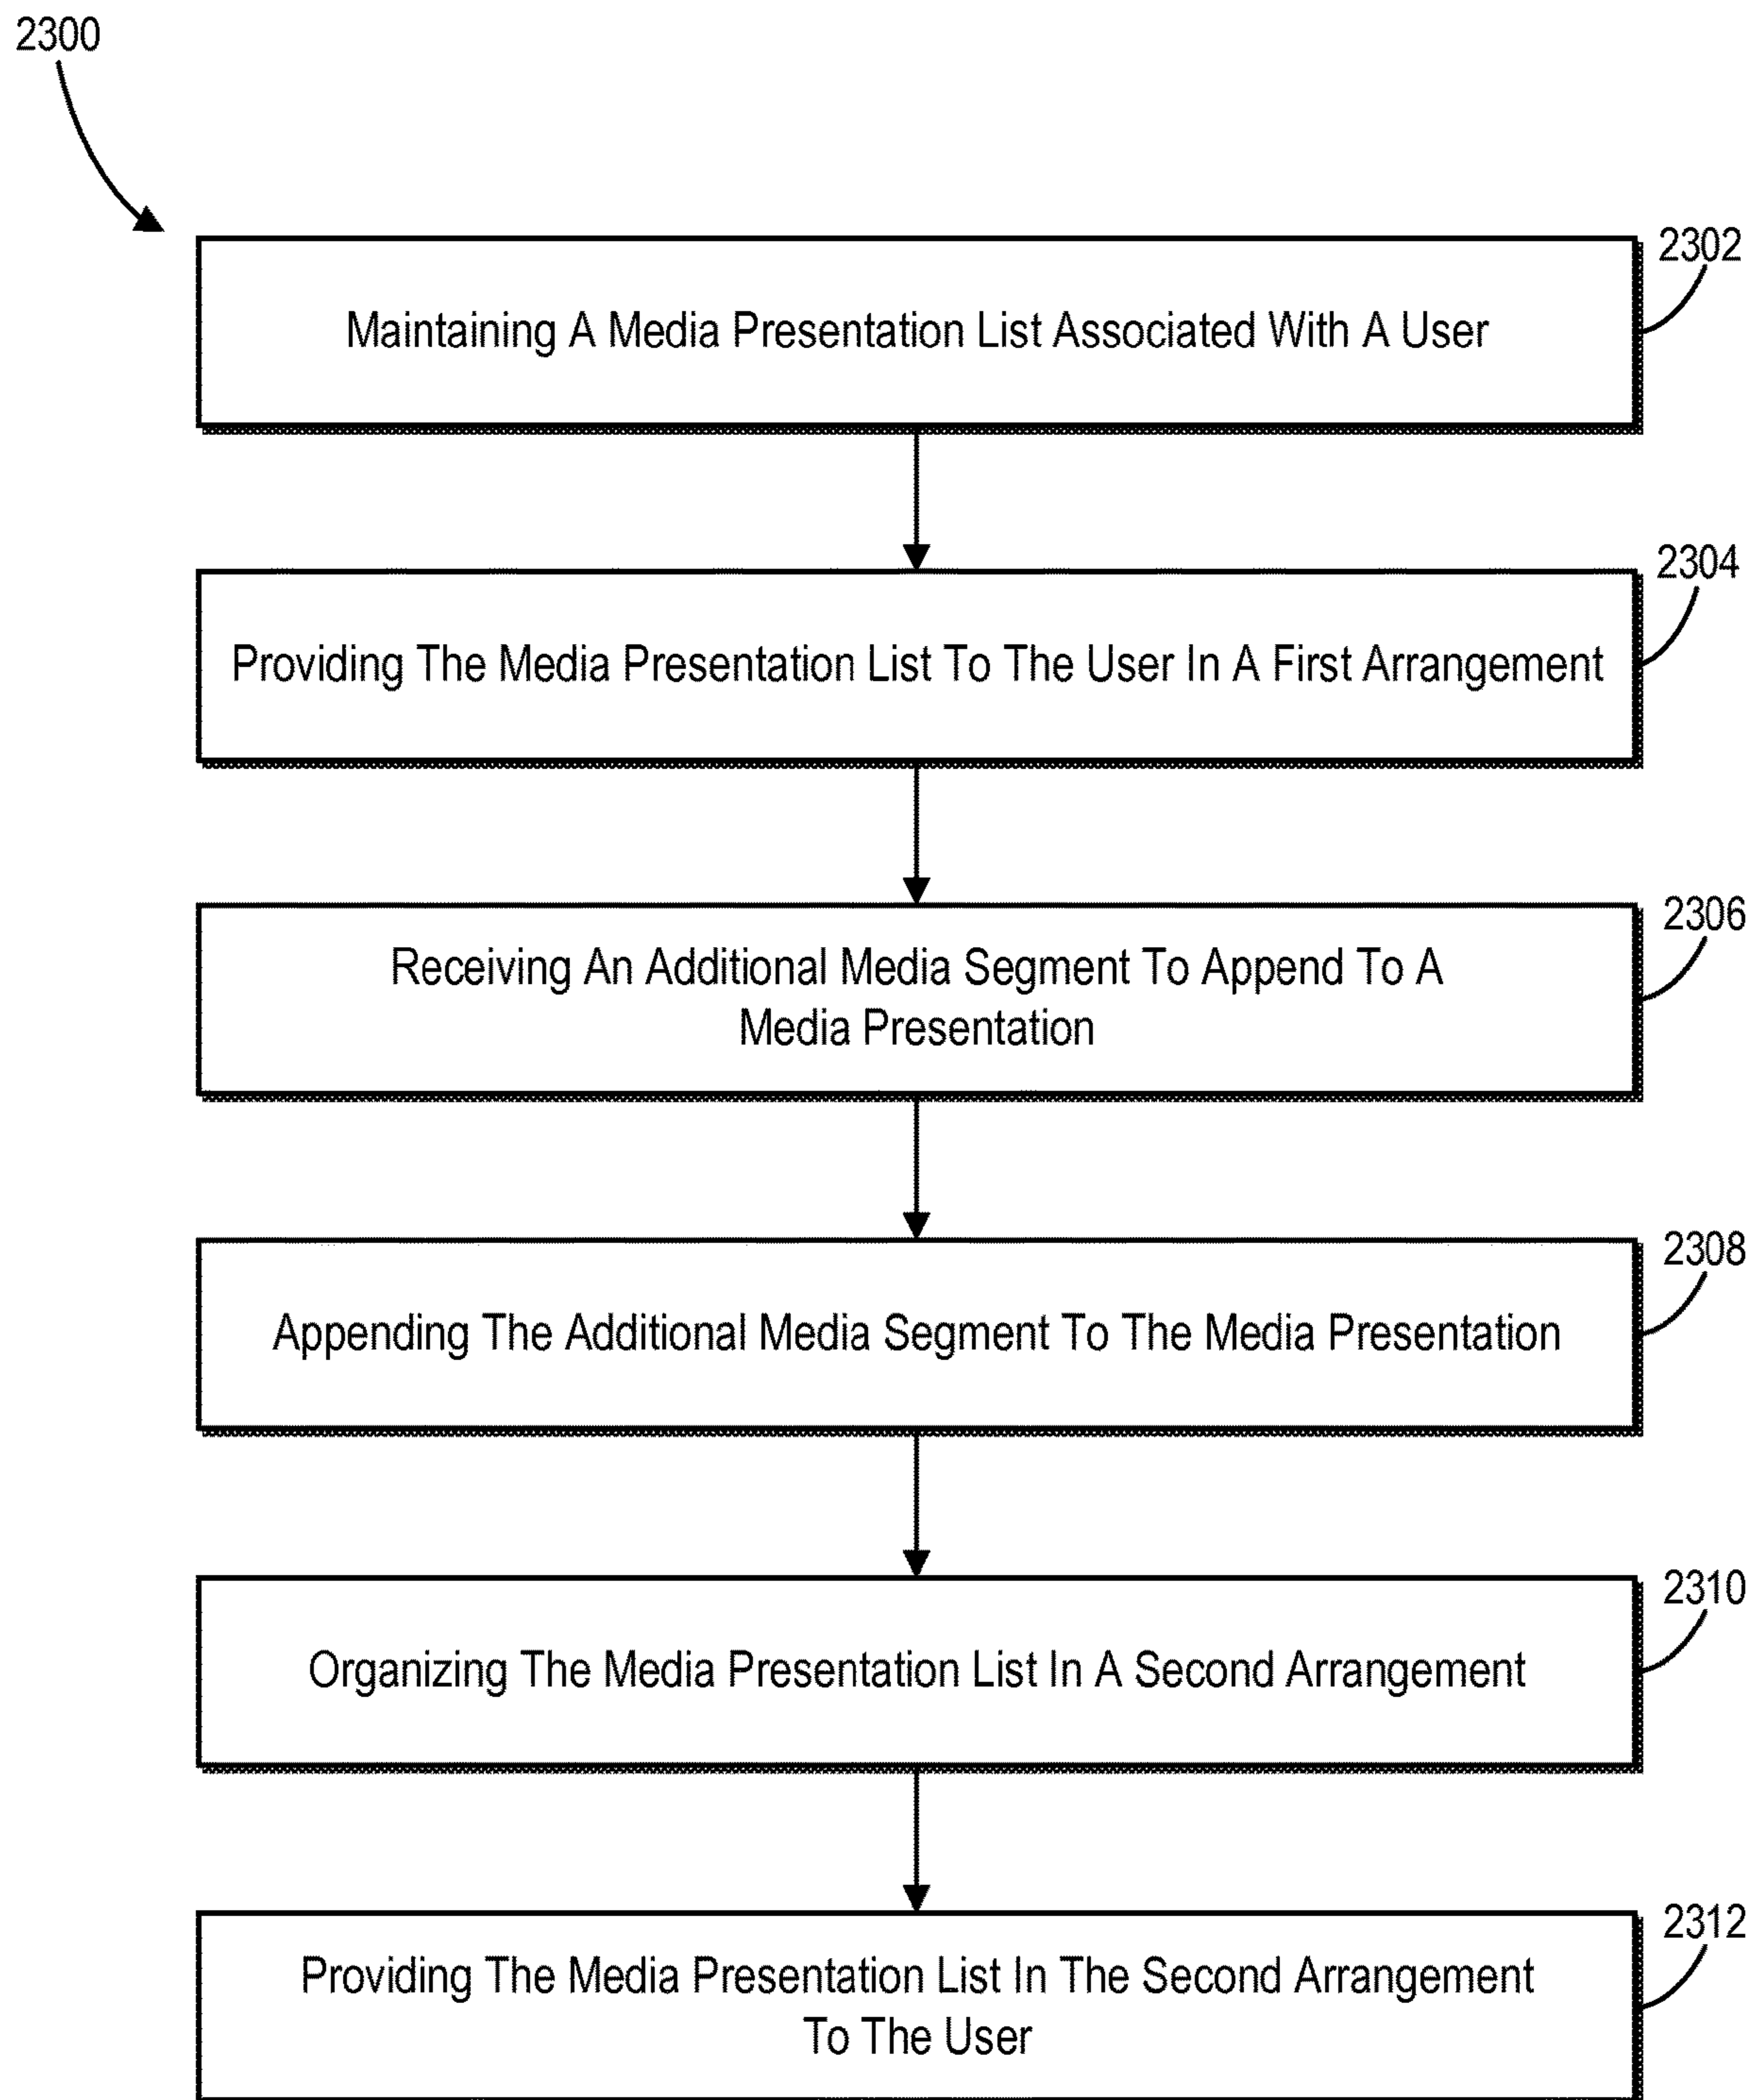 2300
2302
Maintaining A Media Presentation List Associated With A User
2304
Providing The Media Presentation List To The User In A First Arrangement
2306
Receiving An Additional Media Segment To Append To A
Media Presentation
2308
Appending The Additional Media Segment To The Media Presentation
2310
Organizing The Media Presentation List In A Second Arrangement
2312
Providing The Media Presentation List In The Second Arrangement
To The User